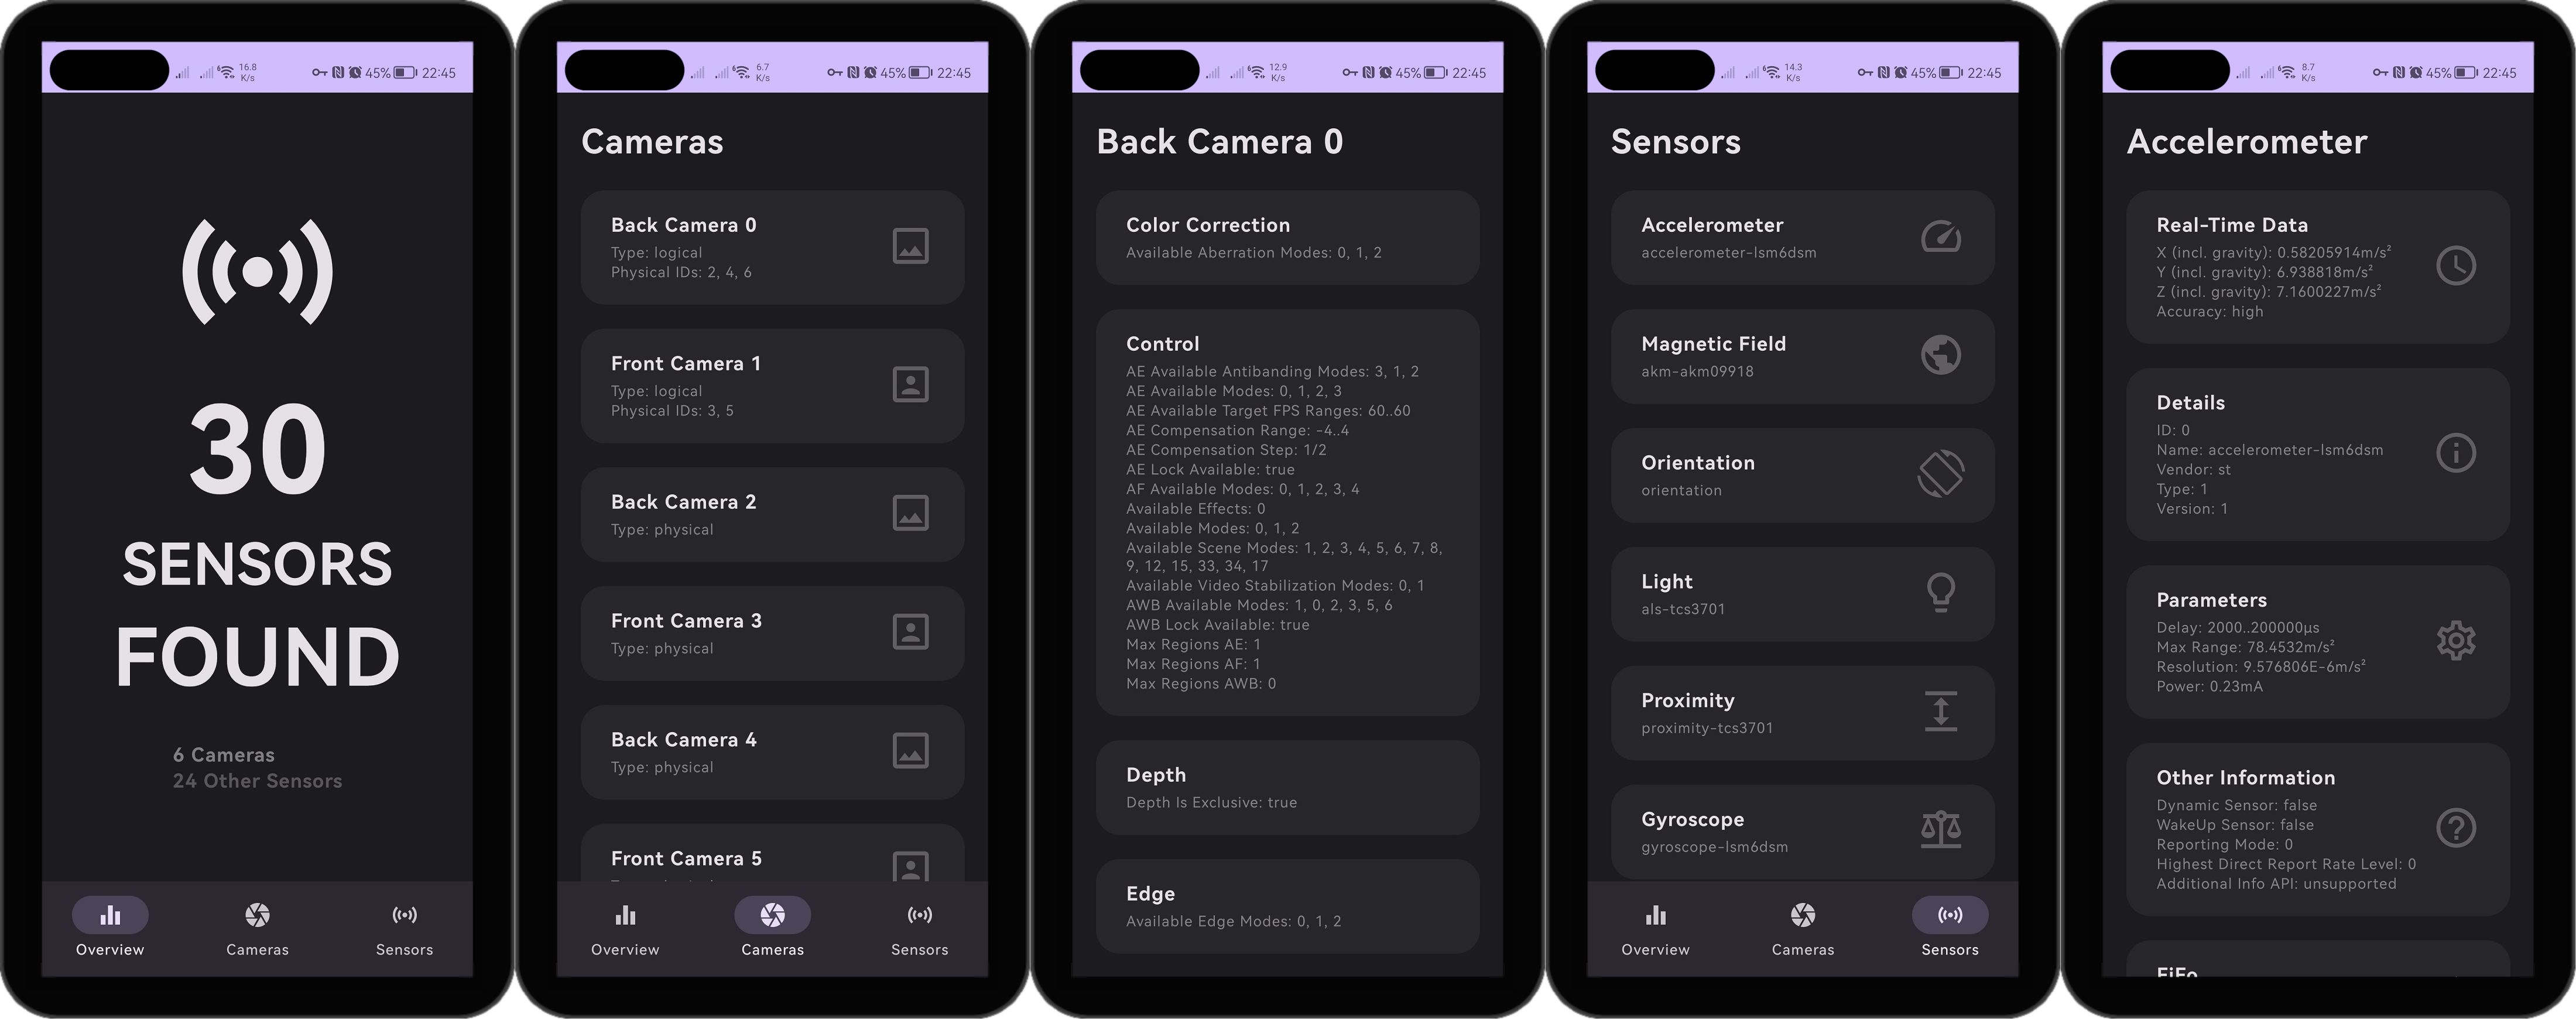 16.8
K/s
45%
22:45
30
SENSORS
FOUND
6 Cameras
24 Other Sensors
Overview
Cameras
Sensors
6.7
K/s
45%
22:45
Cameras
Back Camera 0
Type: logical
Physical IDs: 2, 4, 6
Front Camera 1
Type: logical
Physical IDs: 3, 5
Back Camera 2
Type: physical
Front Camera 3
Type: physical
Back Camera 4
Type: physical
Front Camera 5
Overview
Cameras
Sensors
12.9
K/s
45%
22:45
Back Camera 0
Color Correction
Available Aberration Modes: 0, 1, 2
Control
AE Available Antibanding Modes: 3, 1, 2
AE Available Modes: 0, 1, 2, 3
AE Available Target FPS Ranges: 60..60
AE Compensation Range: -4..4
AE Compensation Step: 1/2
AE Lock Available: true
AF Available Modes: 0, 1, 2, 3, 4
Available Effects: 0
Available Modes: 0, 1, 2
Available Scene Modes: 1, 2, 3, 4, 5, 6, 7, 8,
9, 12, 15, 33, 34, 17
Available Video Stabilization Modes: 0, 1
AWB Available Modes: 1, 0, 2, 3, 5, 6
AWB Lock Available: true
Max Regions AE: 1
Max Regions AF: 1
Max Regions AWB: 0
Depth
Depth Is Exclusive: true
Edge
Available Edge Modes: 0, 1, 2
14.3
K/s
45%
22:45
Sensors
Accelerometer
accelerometer-lsm6dsm
Magnetic Field
akm-akm09918
Orientation
orientation
Light
als-tcs3701
Proximity
proximity-tcs3701
Gyroscope
gyroscope-lsm6dsm
Overview
Cameras
Sensors
8.7
K/s
45%
22:45
Accelerometer
Real-Time Data
X (incl. gravity): 0.58205914m/s²
Y (incl. gravity): 6.938818m/s²
Z (incl. gravity): 7.1600227m/s²
Accuracy: high
Details
ID: 0
Name: accelerometer-lsm6dsm
Vendor: st
Type: 1
Version: 1
Parameters
Delay: 2000..200000µs
Max Range: 78.4532m/s²
Resolution: 9.576806E-6m/s²
Power: 0.23mA
Other Information
Dynamic Sensor: false
WakeUp Sensor: false
Reporting Mode: 0
Highest Direct Report Rate Level: 0
Additional Info API: unsupported
FiFo